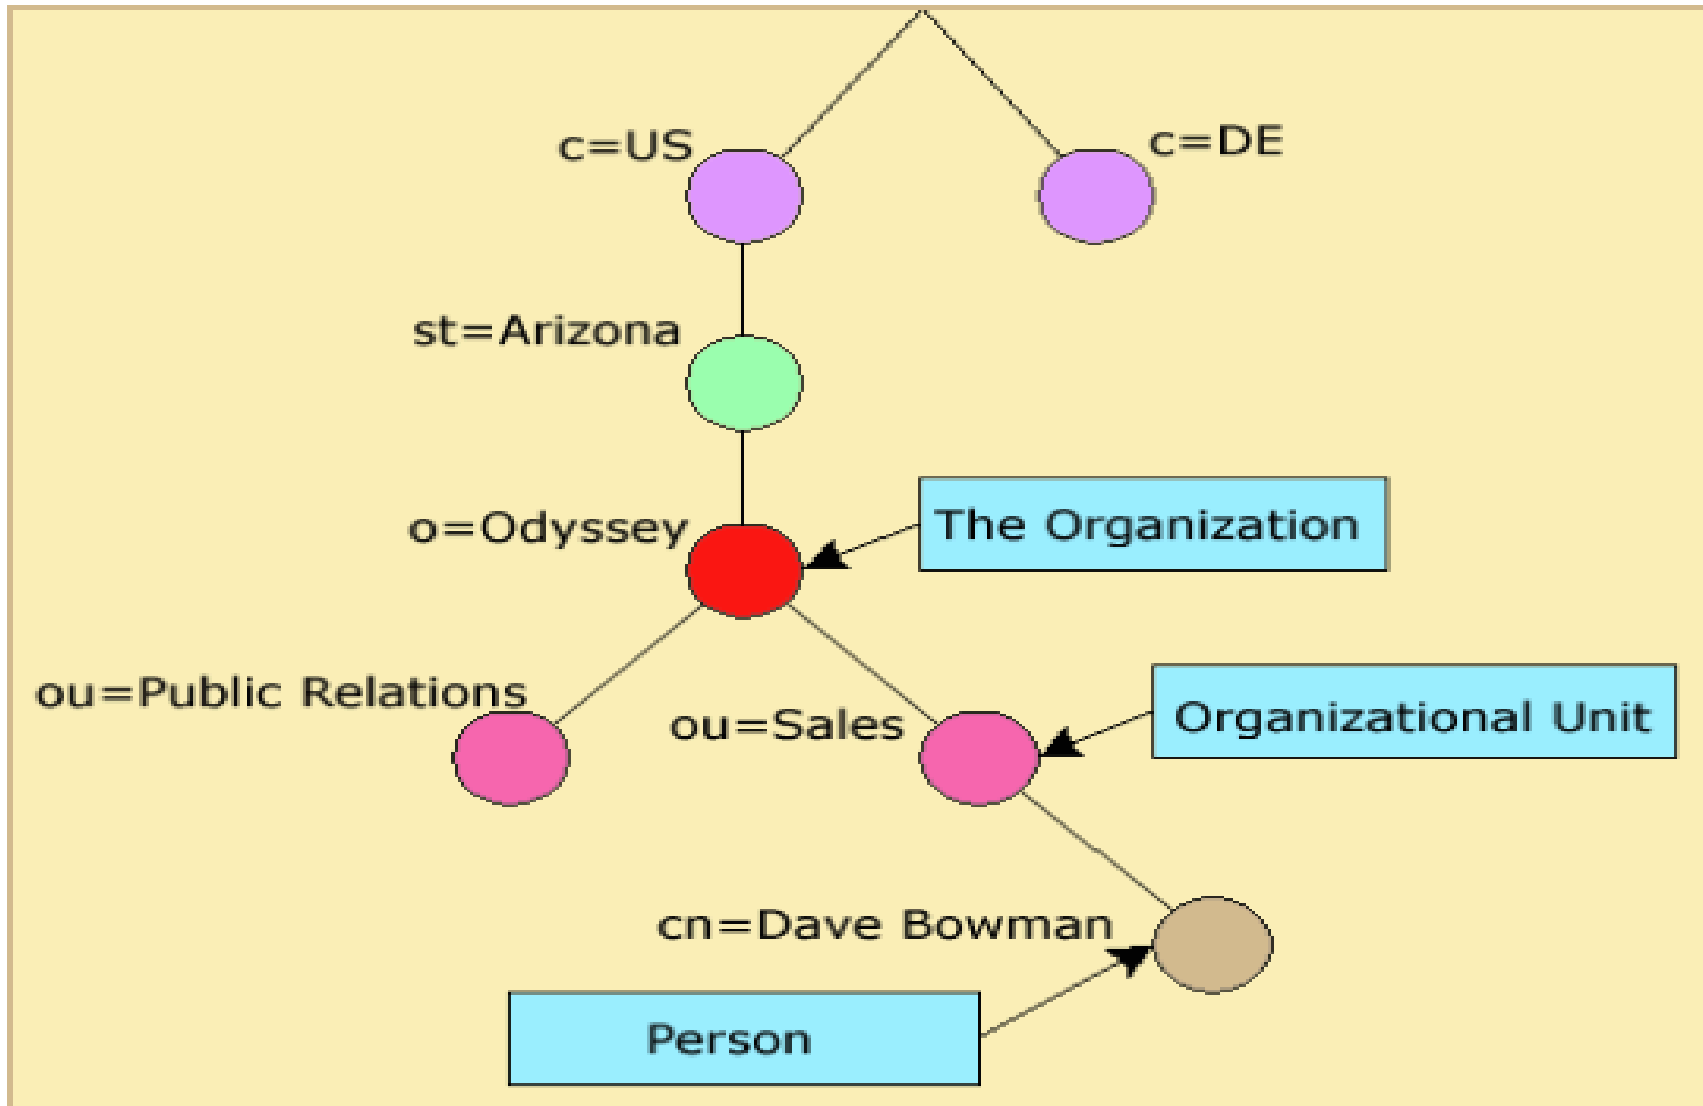 c=US
c=DE
st=Arizona
o=Odyssey
The Organization
ou=Public Relations
ou=Sales
Organizational Unit
cn=Dave Bowman
Person